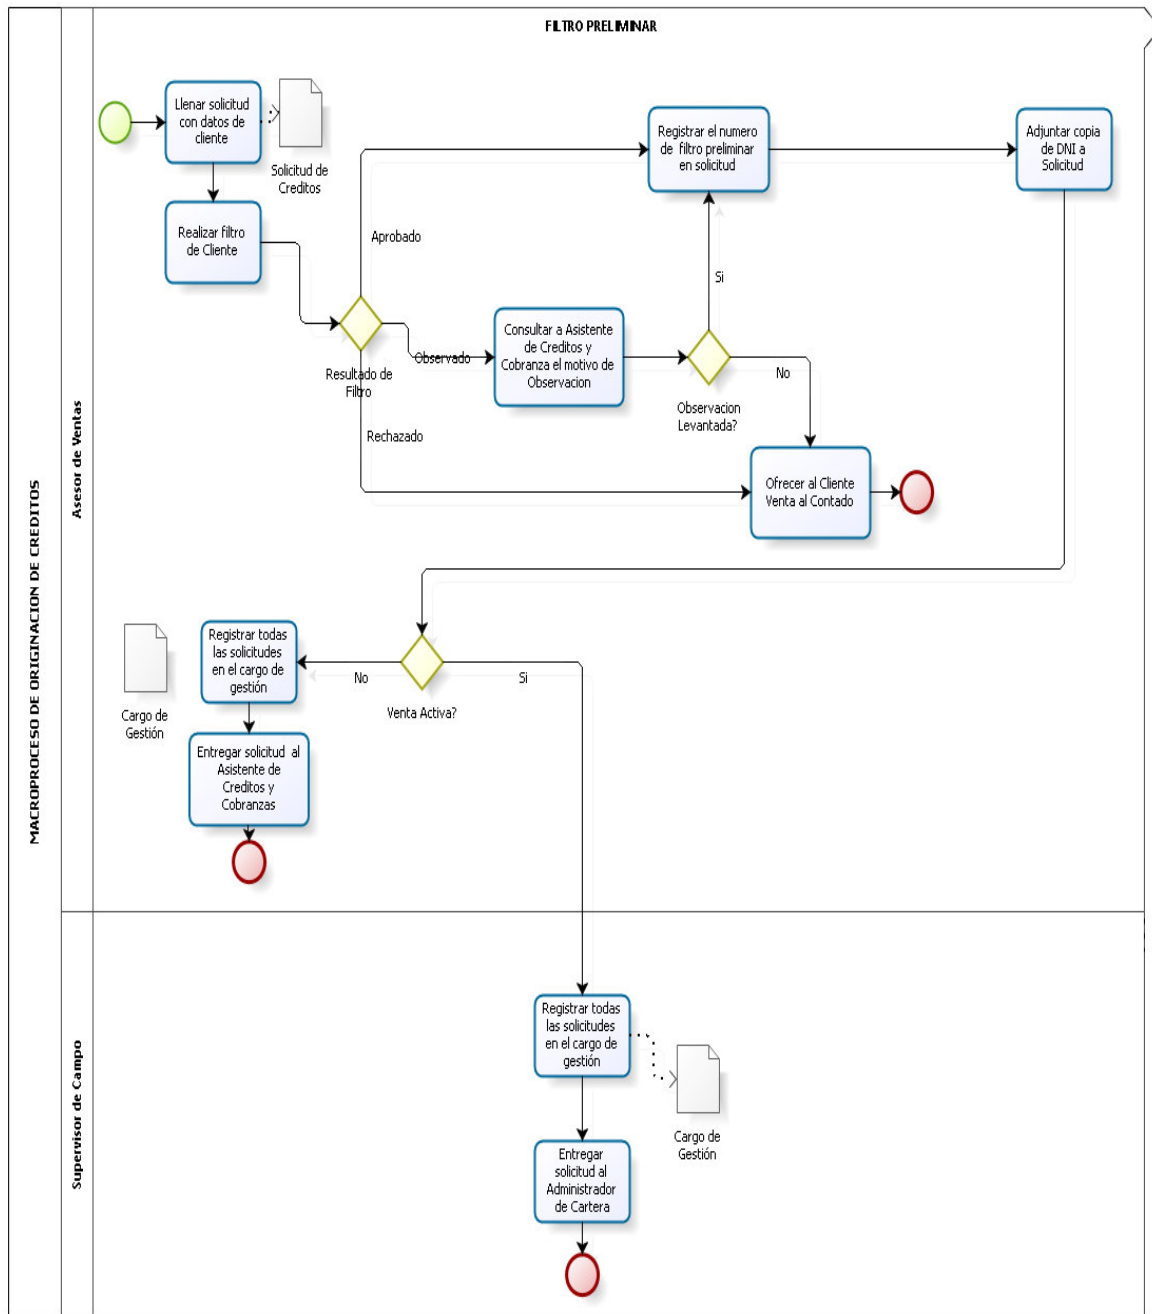 FILTRO PRELIMINAR
MACROPROCESO DE ORIGINACION DE CREDITOS
Asesor de Ventas
Llenar solicitud
con datos de
cliente
Solicitud de
Creditos
Realizar filtro
de Cliente
Aprobado
Observado
Resultado de
Filtro
Rechazado
Registrar el numero
de filtro preliminar
en solicitud
Adjuntar copia
de DNI a
Solicitud
Consultar a Asistente
de Creditos y
Cobranza el motivo de
Observacion
Si
No
Observacion
Levantada?
Ofrecer al Cliente
Venta al Contado
Registrar todas
las solicitudes
en el cargo de
gestión
Cargo de
Gestión
No
Si
Venta Activa?
Entregar solicitud al
Asistente de
Creditos y
Cobranzas
Supervisor de Campo
Registrar todas
las solicitudes
en el cargo de
gestión
Cargo de
Gestión
Entregar
solicitud al
Administrador
de Cartera